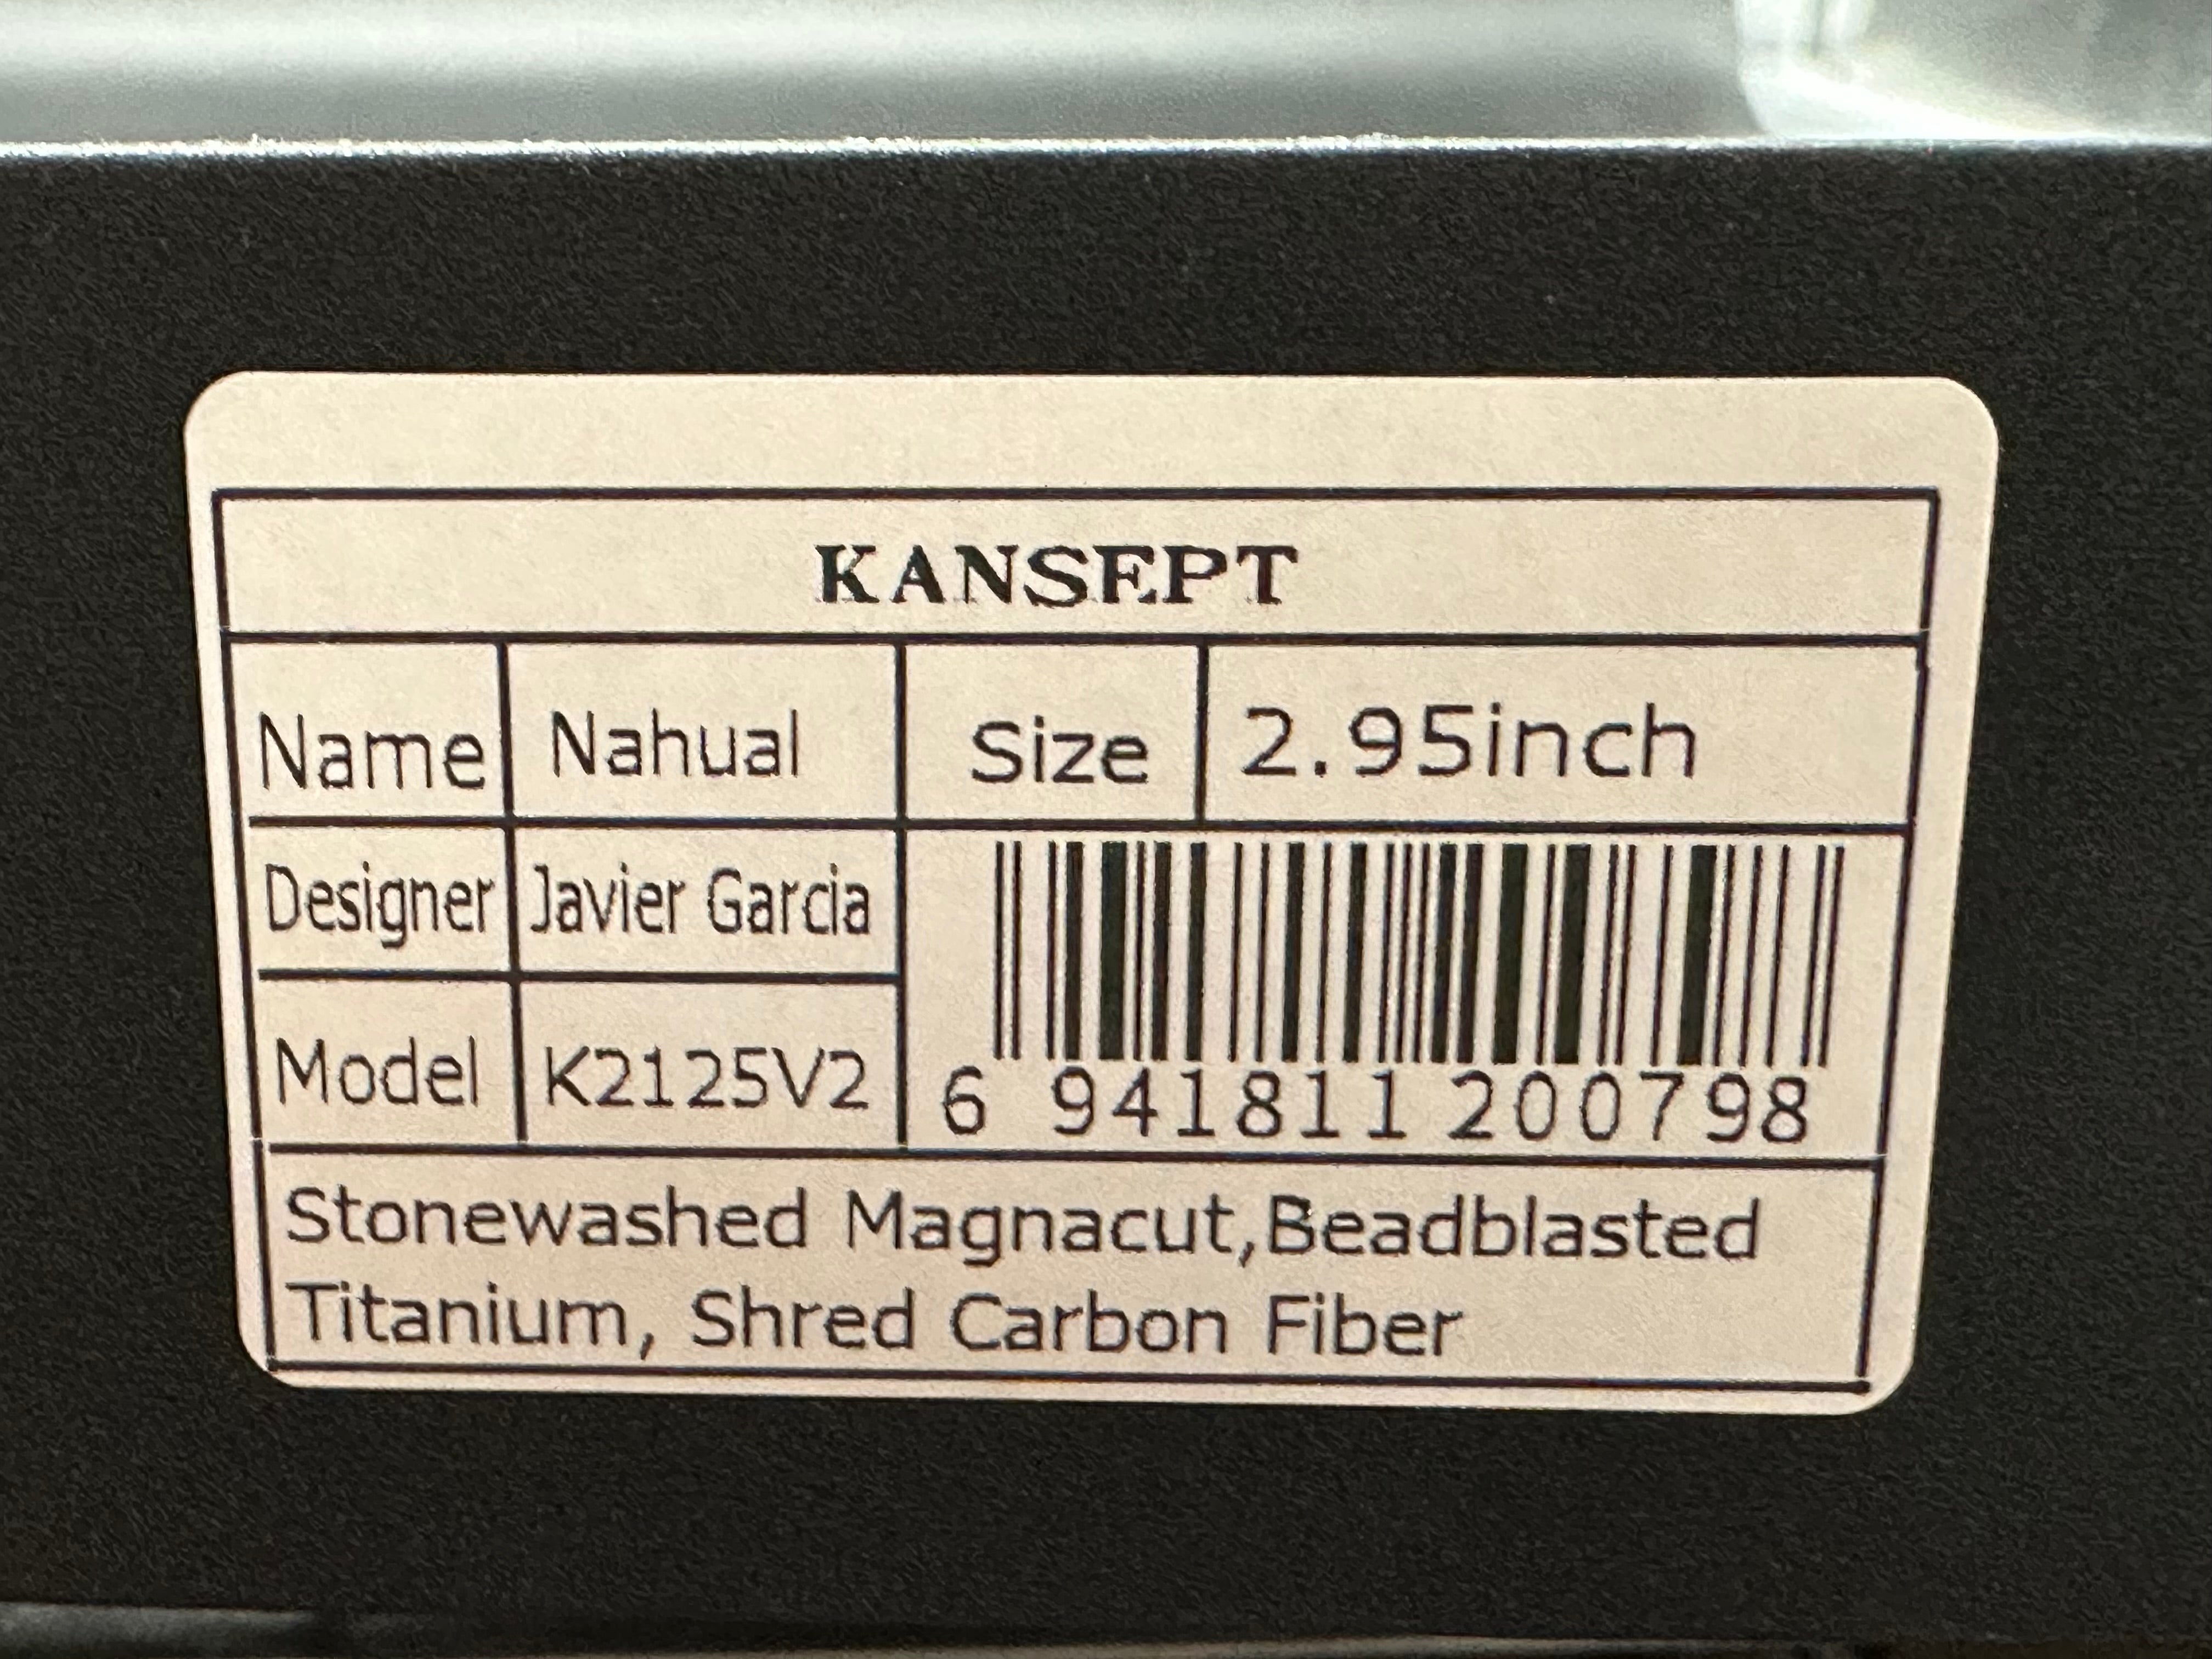 KANSEPT
Name Nahual Size 2.95inch
Designer Javier Garcia
Model K2125V2
6 941811 200798
Stonewashed Magnacut,Beadblasted
Titanium, Shred Carbon Fiber